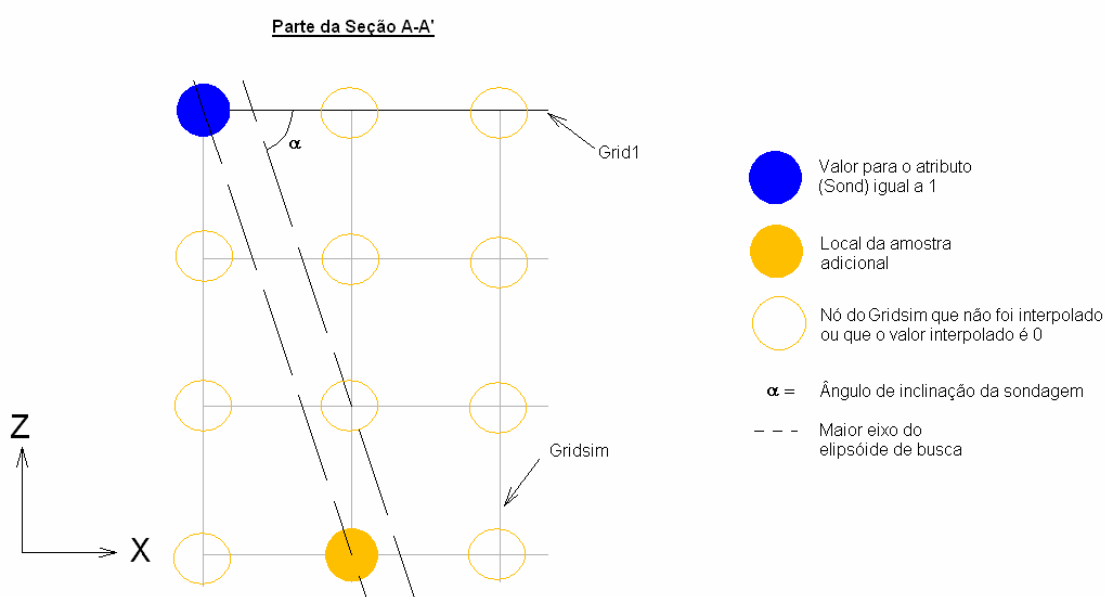 Parte da Seção A-A'
α
Grid1
Valor para o atributo
(Sond) igual a 1
Local da amostra
adicional
Nó do Gridsim que não foi interpolado
ou que o valor interpolado é 0
α = Ângulo de inclinação da sondagem
Maior eixo do
elipsóide de busca
Gridsim
Z
X